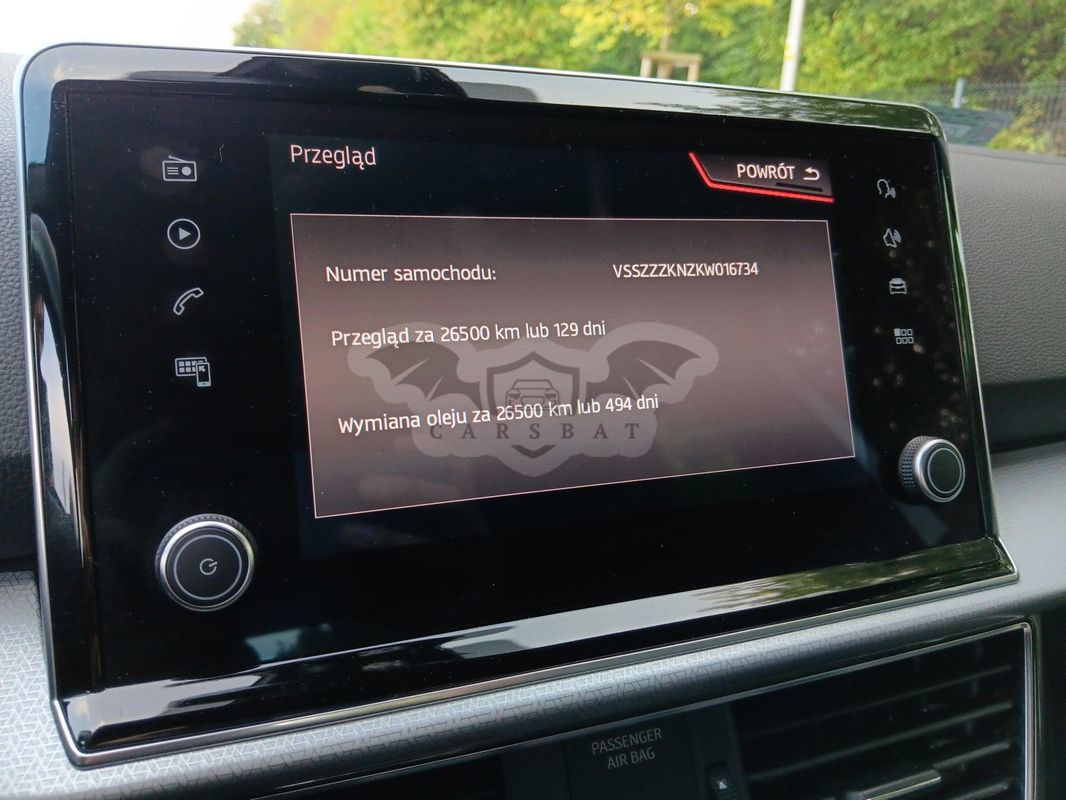 Przegląd
POWRÓT
Numer samochodu: VSSZZZKNZKW016734
Przegląd za 26500 km lub 129 dni
Wymiana oleju za 26500 km lub 494 dni
CARSBAT
PASSENGER
AIR BAG